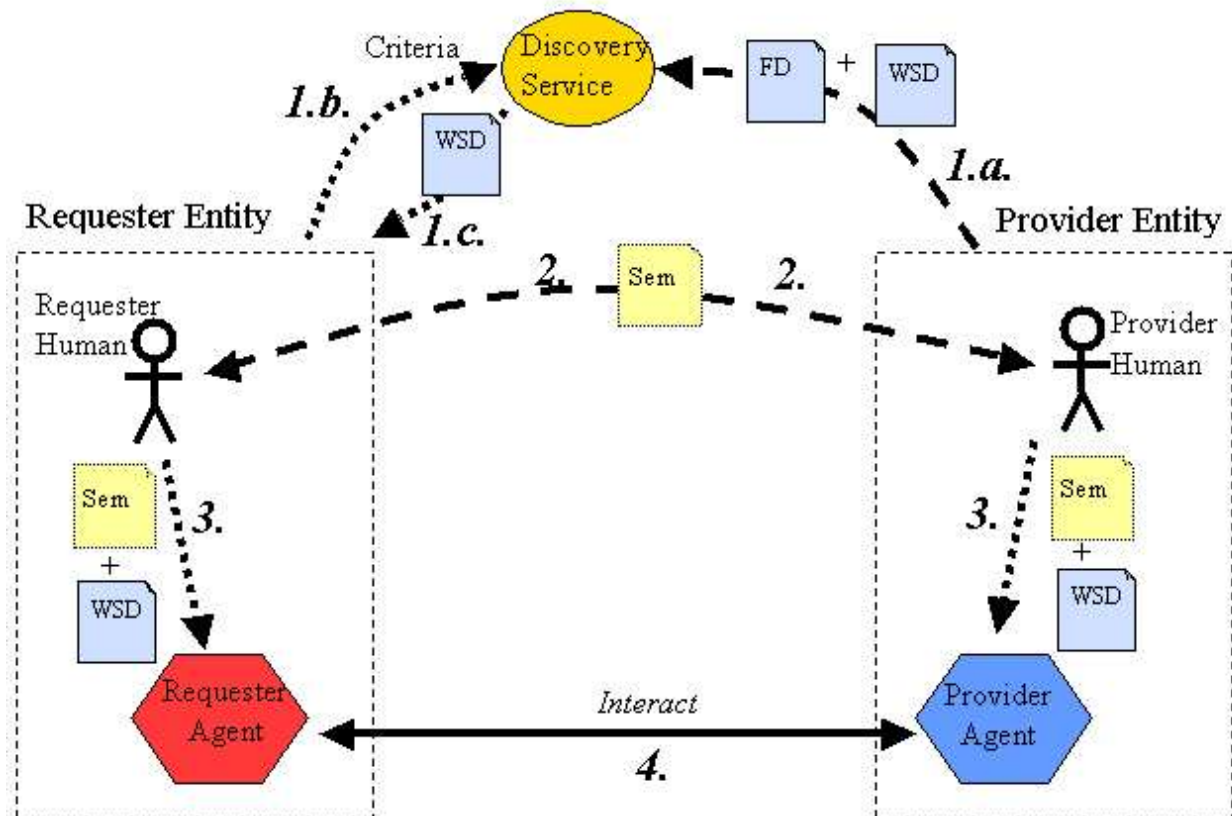 Criteria
Discovery
Service
FD
+
WSD
1.b.
WSD
1.a.
1.c.
Requester Entity
Provider Entity
2.
Sem
2.
Requester
Human
Provider
Human
Sem
3.
+
WSD
3.
Sem
+
WSD
Requester
Agent
Interact
4.
Provider
Agent